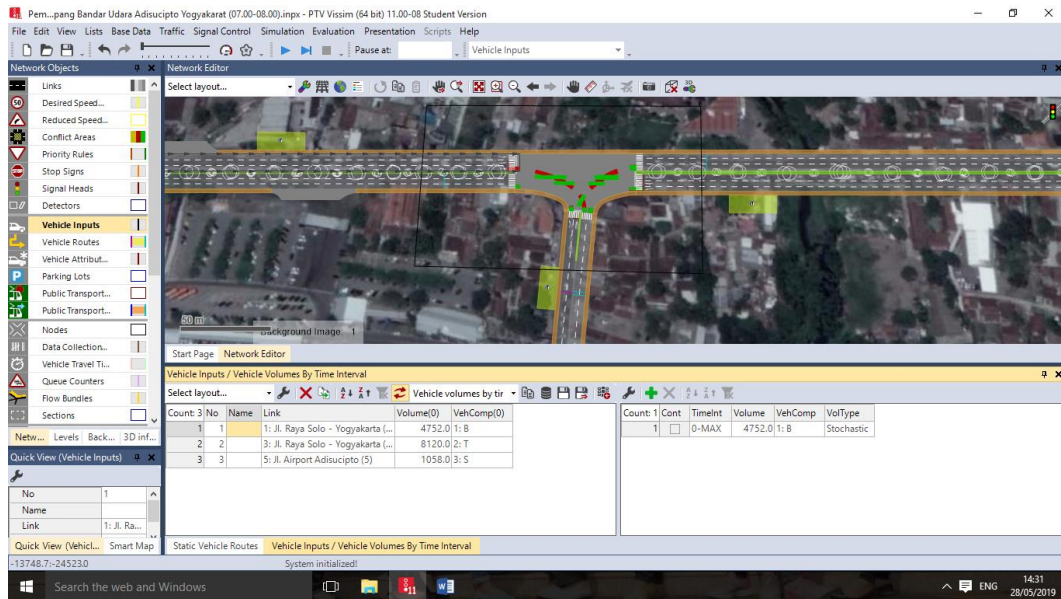 Pem...pang Bandar Udara Adisucipto Yogyakarat (07.00-08.00).inpx - PTV Vissim (64 bit) 11.00-08 Student Version
File Edit View Lists Base Data Traffic Signal Control Simulation Evaluation Presentation Scripts Help
Pause at: Vehicle Inputs
Network Objects
Links
Desired Speed...
Reduced Speed...
Conflict Areas
Priority Rules
Stop Signs
Signal Heads
Detectors
Vehicle Inputs
Vehicle Routes
Vehicle Attribut...
Parking Lots
Public Transport...
Public Transport...
Nodes
Data Collection...
Vehicle Travel Ti...
Queue Counters
Flow Bundles
Sections
Netw... Levels Back... 3D inf...
Quick View (Vehicle Inputs)
No 1
Name
Link 1: Jl. Ra...
Quick View (Vehicl... Smart Map
Network Editor
Select layout...
50 m
Background Image: 1
Start Page Network Editor
Vehicle Inputs / Vehicle Volumes By Time Interval
Select layout... Vehicle volumes by tir
Count: 3 No Name Link Volume(0) VehComp(0)
1 1 1: Jl. Raya Solo - Yogyakarta (... 4752.0 1: B
2 2 3: Jl. Raya Solo - Yogyakarta (... 8120.0 2: T
3 3 5: Jl. Airport Adisucipto (5) 1058.0 3: S
Count: 1 Cont TimeInt Volume VehComp VolType
1 0-MAX 4752.0 1: B Stochastic
Static Vehicle Routes Vehicle Inputs / Vehicle Volumes By Time Interval
-13748.7:-24523.0 System initialized!
Search the web and Windows
ENG
14:31
28/05/2019